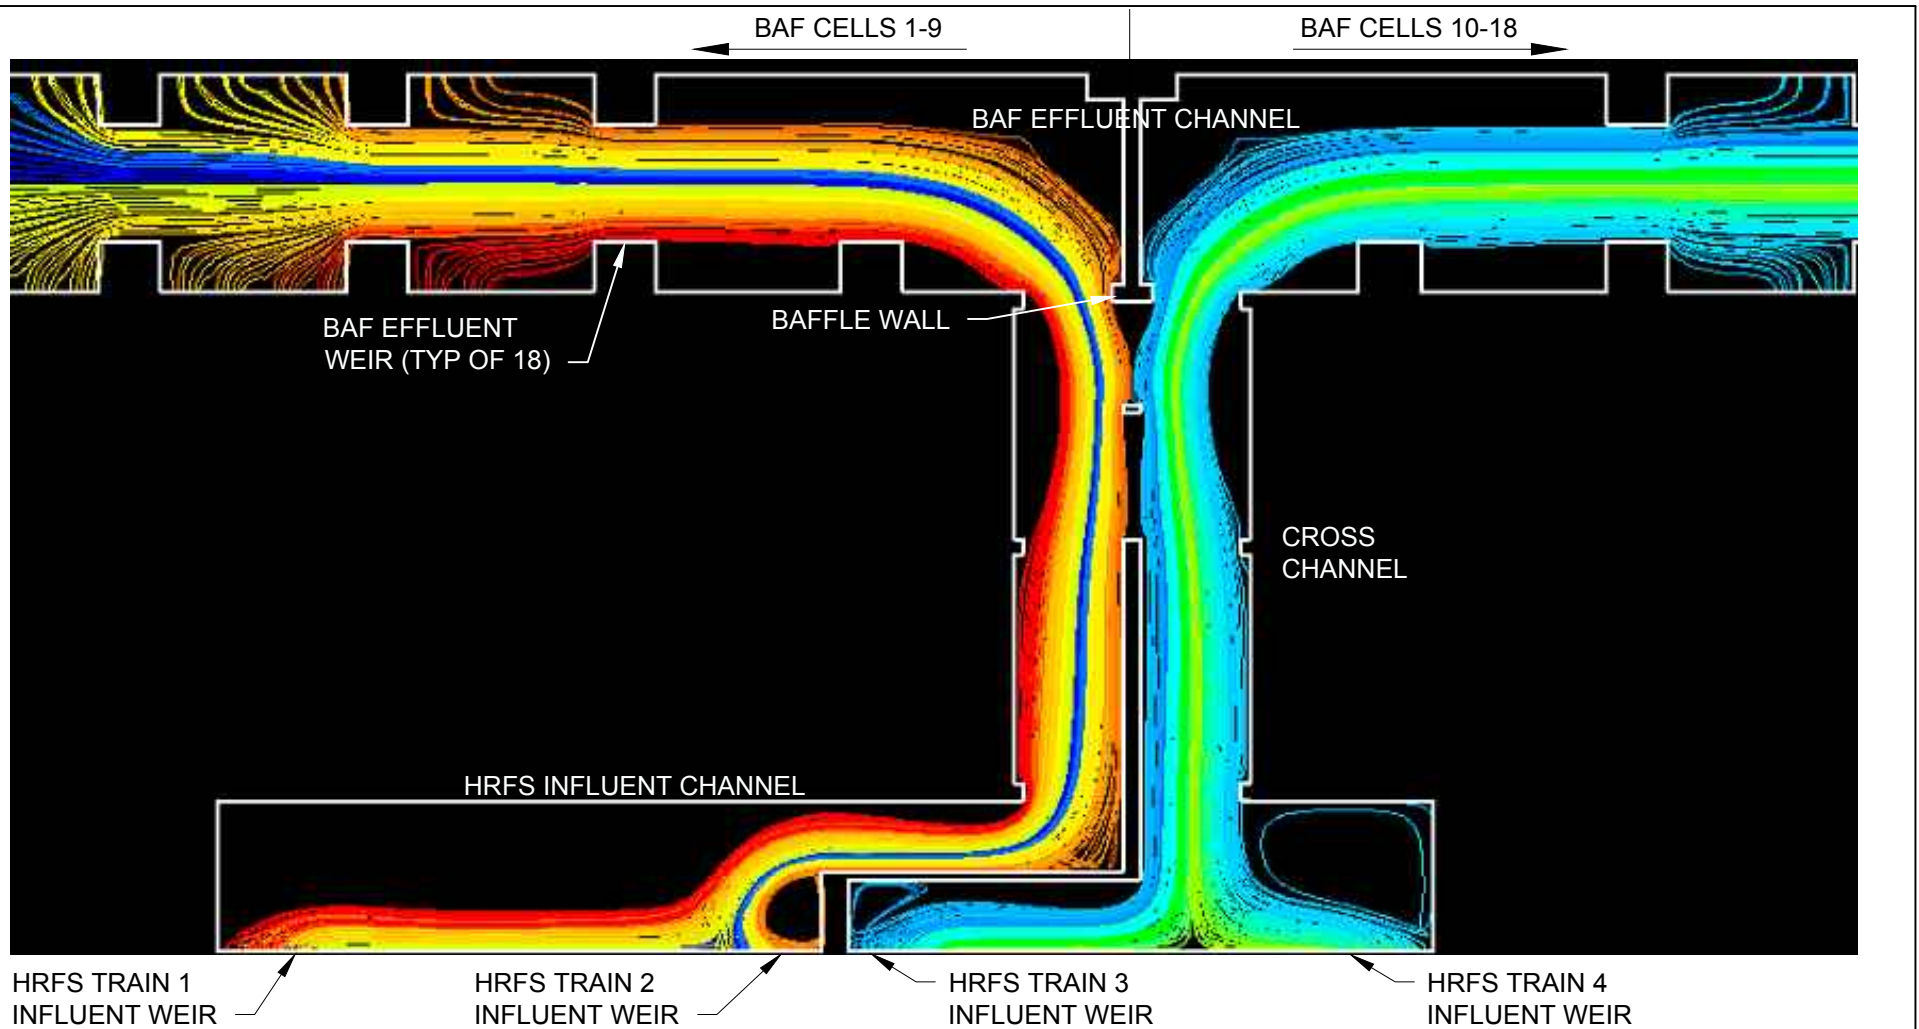 BAF CELLS 1-9
BAF CELLS 10-18
BAF EFFLUENT CHANNEL
BAF EFFLUENT
WEIR (TYP OF 18)
BAFFLE WALL
CROSS
CHANNEL
HRFS INFLUENT CHANNEL
HRFS TRAIN 1
INFLUENT WEIR
HRFS TRAIN 2
INFLUENT WEIR
HRFS TRAIN 3
INFLUENT WEIR
HRFS TRAIN 4
INFLUENT WEIR